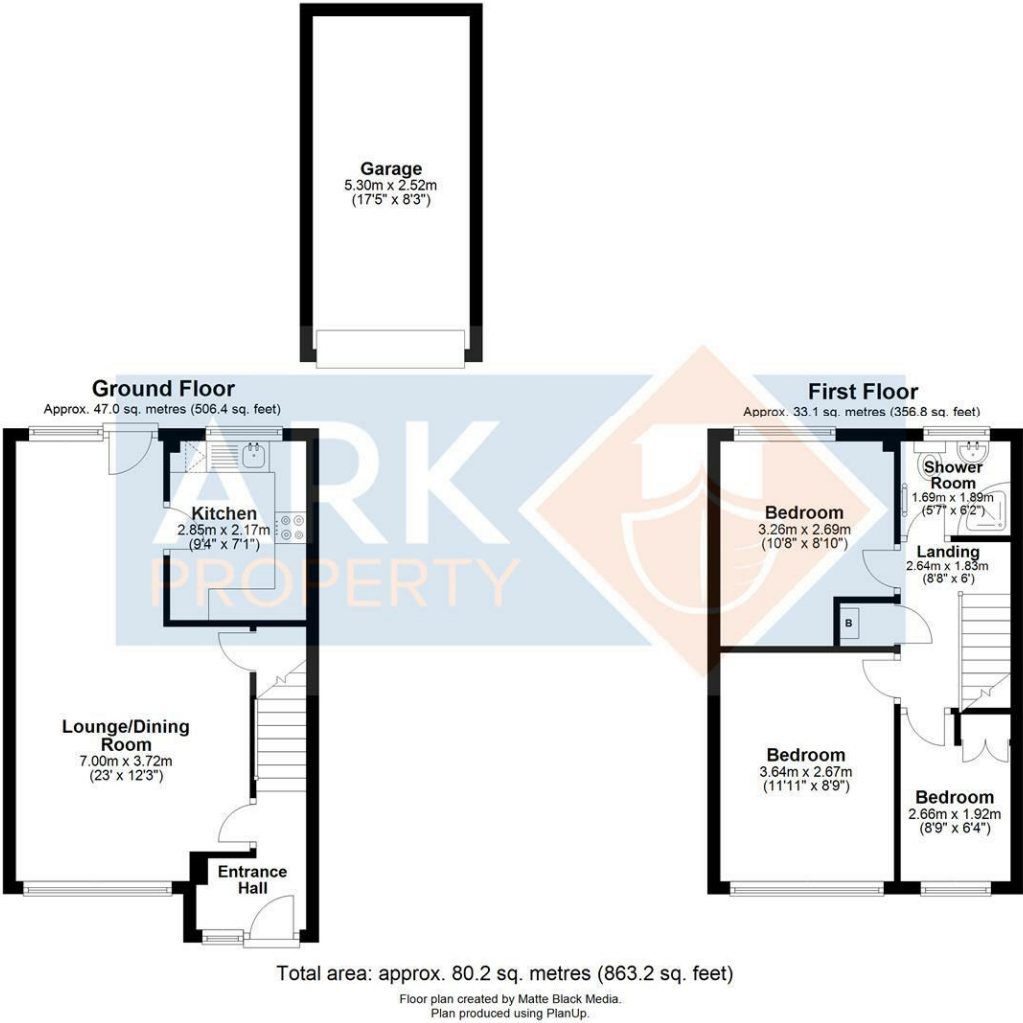 Garage
5.30m x 2.52m
(17'5" x 8'3")
Ground Floor
Approx. 47.0 sq. metres (506.4 sq. feet)
First Floor
Approx. 33.1 sq. metres (356.8 sq. feet)
ARK
PROPERTY
Kitchen
2.85m x 2.17m
(9'4" x 7'1")
Lounge/Dining
Room
7.00m x 3.72m
(23' x 12'3")
Entrance
Hall
Bedroom
3.26m x 2.69m
(10'8" x 8'10")
Shower
Room
1.69m x 1.89m
(5'7" x 6'2")
Landing
2.64m x 1.83m
(8'8" x 6')
B
Bedroom
3.64m x 2.67m
(11'11" x 8'9")
Bedroom
2.66m x 1.92m
(8'9" x 6'4")
Total area: approx. 80.2 sq. metres (863.2 sq. feet)
Floor plan created by Matte Black Media.
Plan produced using PlanUp.